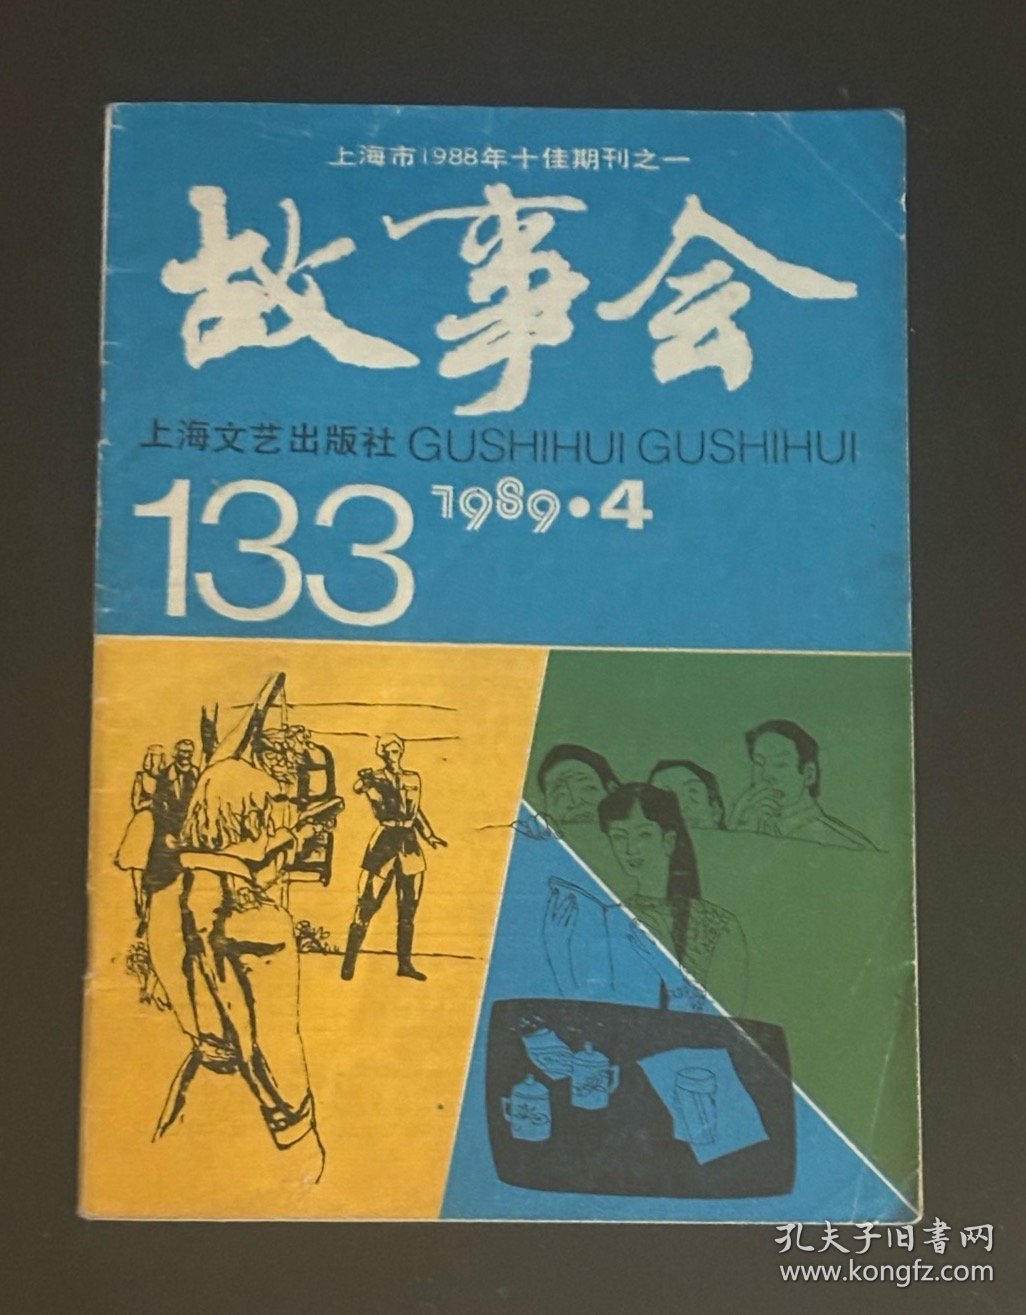 上海市1988年十佳期刊之一
故事会
上海文艺出版社 GUSHIHUI GUSHIHUI
133 1989·4
孔夫子旧書网
www.kongfz.com